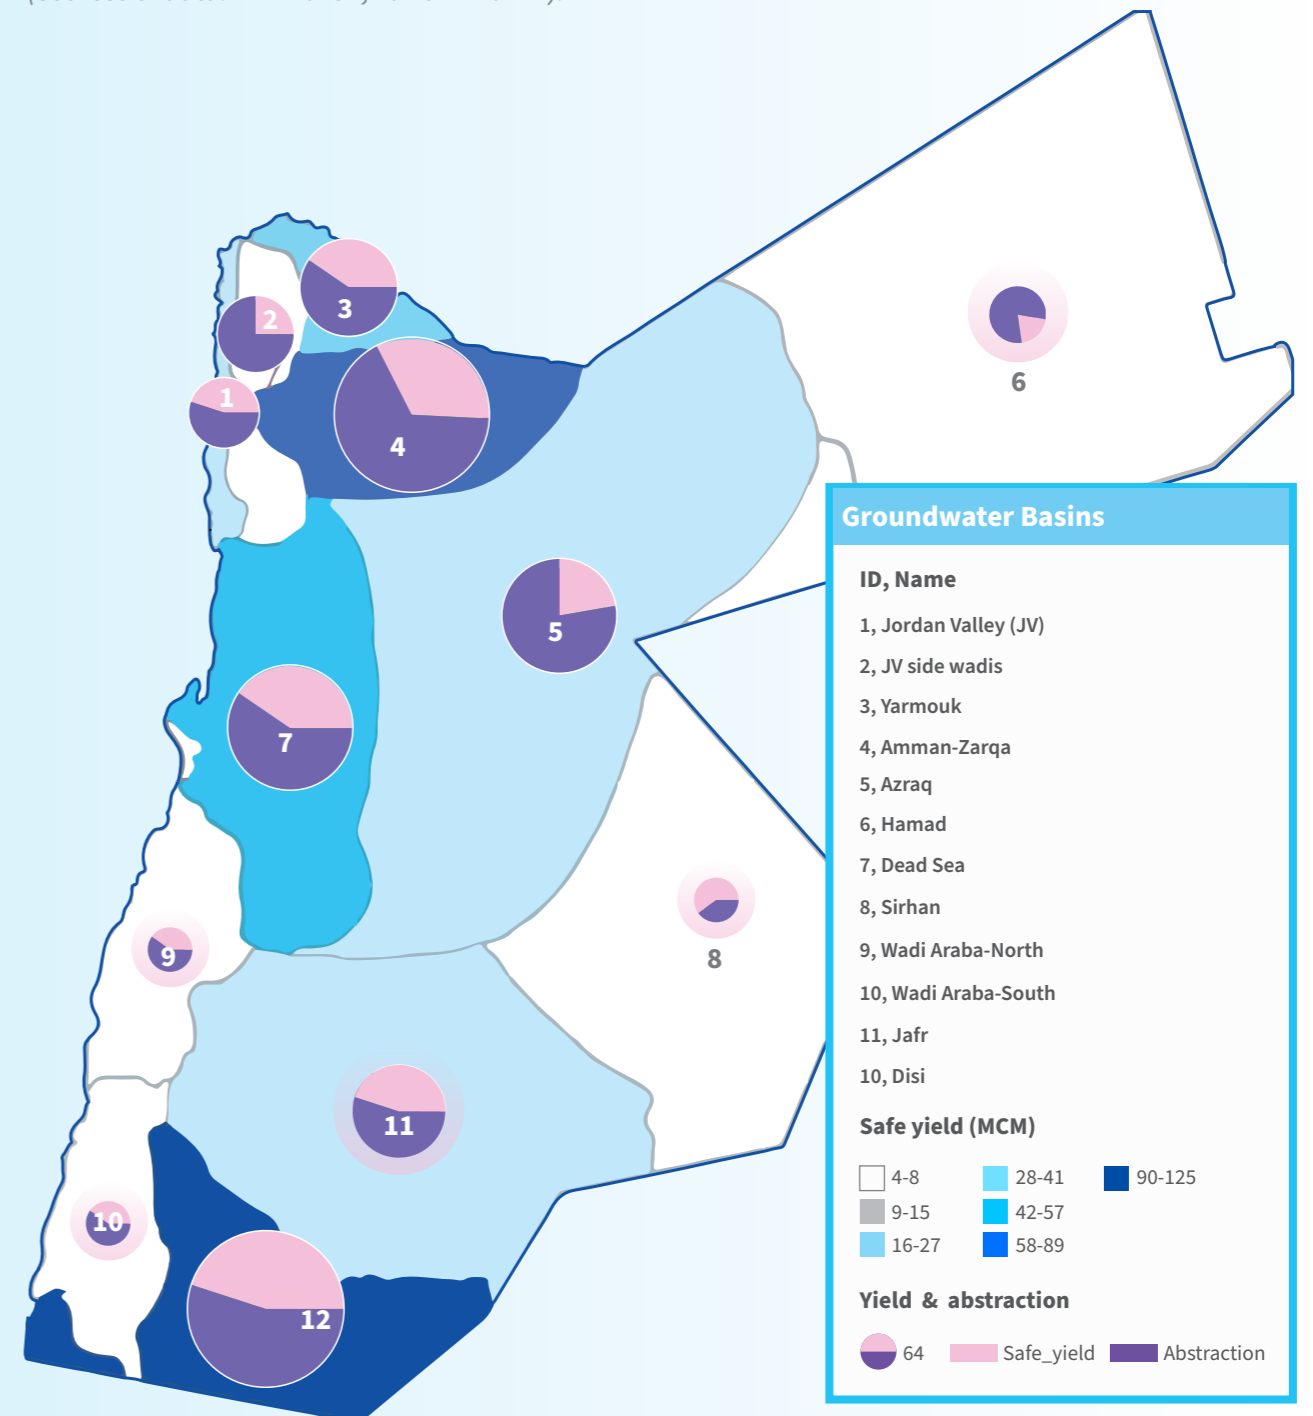 3
2
1
4
6
5
7
8
9
11
10
12
Groundwater Basins
ID, Name
1, Jordan Valley (JV)
2, JV side wadis
3, Yarmouk
4, Amman-Zarqa
5, Azraq
6, Hamad
7, Dead Sea
8, Sirhan
9, Wadi Araba-North
10, Wadi Araba-South
11, Jafr
10, Disi
Safe yield (MCM)
4-8 28-41 90-125
9-15 42-57
16-27 58-89
Yield & abstraction
64 Safe_yield Abstraction